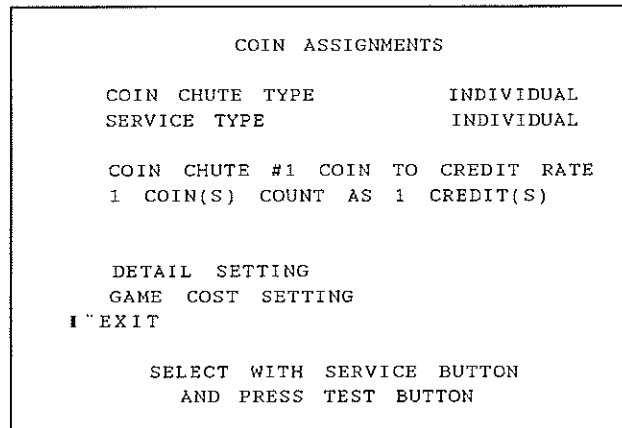 COIN ASSIGNMENTS
COIN CHUTE TYPE INDIVIDUAL
SERVICE TYPE INDIVIDUAL
COIN CHUTE #1 COIN TO CREDIT RATE
1 COIN(S) COUNT AS 1 CREDIT(S)
DETAIL SETTING
GAME COST SETTING
EXIT
SELECT WITH SERVICE BUTTON
AND PRESS TEST BUTTON